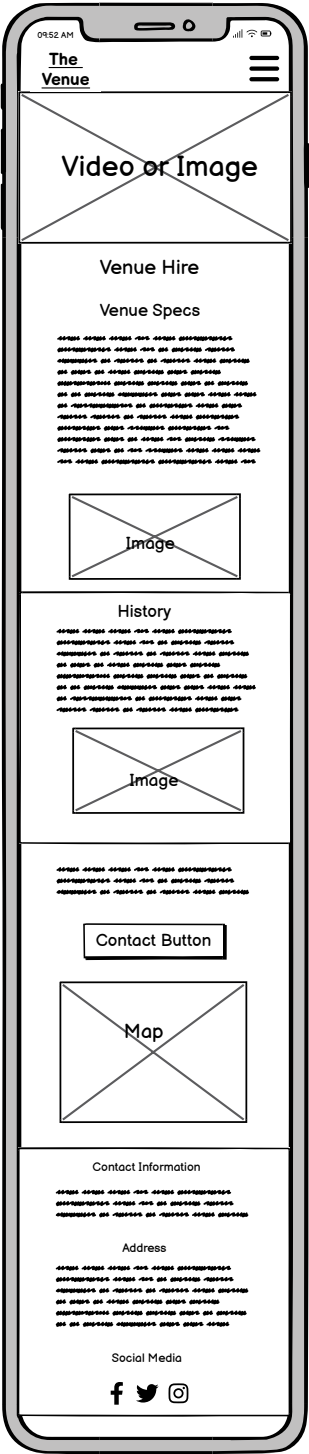 09:52 AM
The
Venue
Video or Image
Venue Hire
Venue Specs
Image
History
Image
Contact Button
Map
Contact Information
Address
Social Media